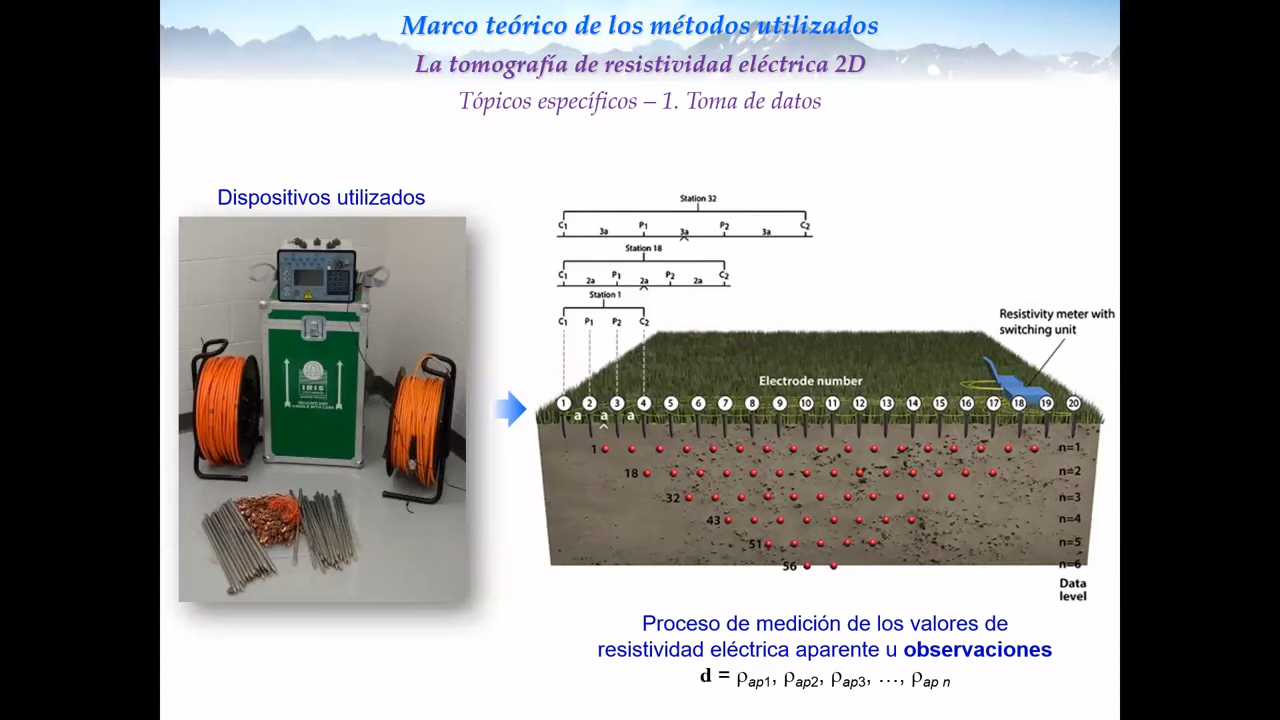 Marco teórico de los métodos utilizados
La tomografía de resistividad eléctrica 2D
Tópicos específicos – 1. Toma de datos
Dispositivos utilizados
IRIS
Station 32
C1 3a P1 3a P2 3a C2
Station 18
C1 2a P1 2a P2 2a C2
Station 1
C1 P1 P2 C2
Resistivity meter with
switching unit
Electrode number
1 2 3 4 5 6 7 8 9 10 11 12 13 14 15 16 17 18 19 20
a a a
1 n=1
18 n=2
32 n=3
43 n=4
51 n=5
56 n=6
Data
level
Proceso de medición de los valores de
resistividad eléctrica aparente u observaciones
d = ρap1, ρap2, ρap3, …, ρap n